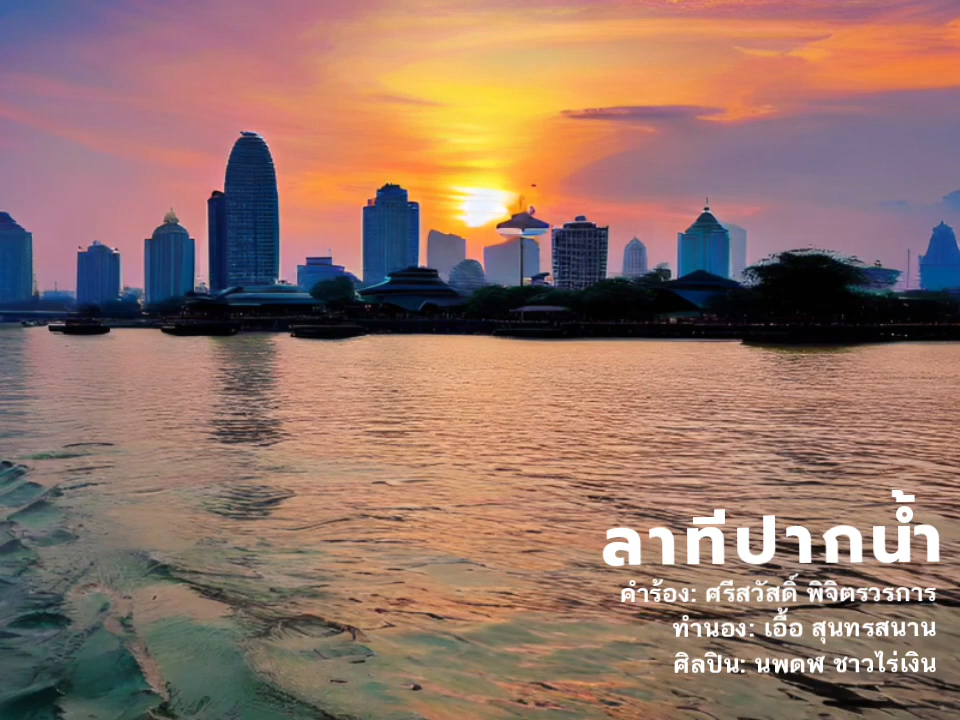 ลาทีปากน้ำ
คำร้อง: ศรีสวัสดิ์ พิจิตรวรการ
ทำนอง: เอื้อ สุนทรสนาน
ศิลปิน: นพดฬ ชาวไร่เงิน